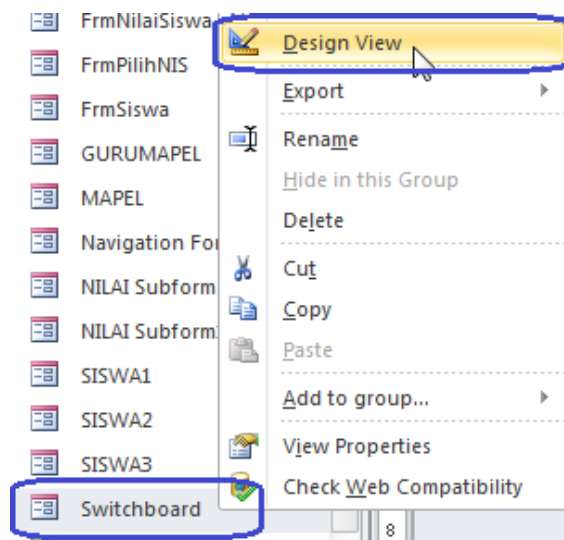 FrmNilaiSiswa
FrmPilihNIS
FrmSiswa
GURUMAPEL
MAPEL
Navigation For
NILAI Subform
NILAI Subform
SISWA1
SISWA2
SISWA3
Switchboard
Design View
Export
Rename
Hide in this Group
Delete
Cut
Copy
Paste
Add to group...
View Properties
Check Web Compatibility
8